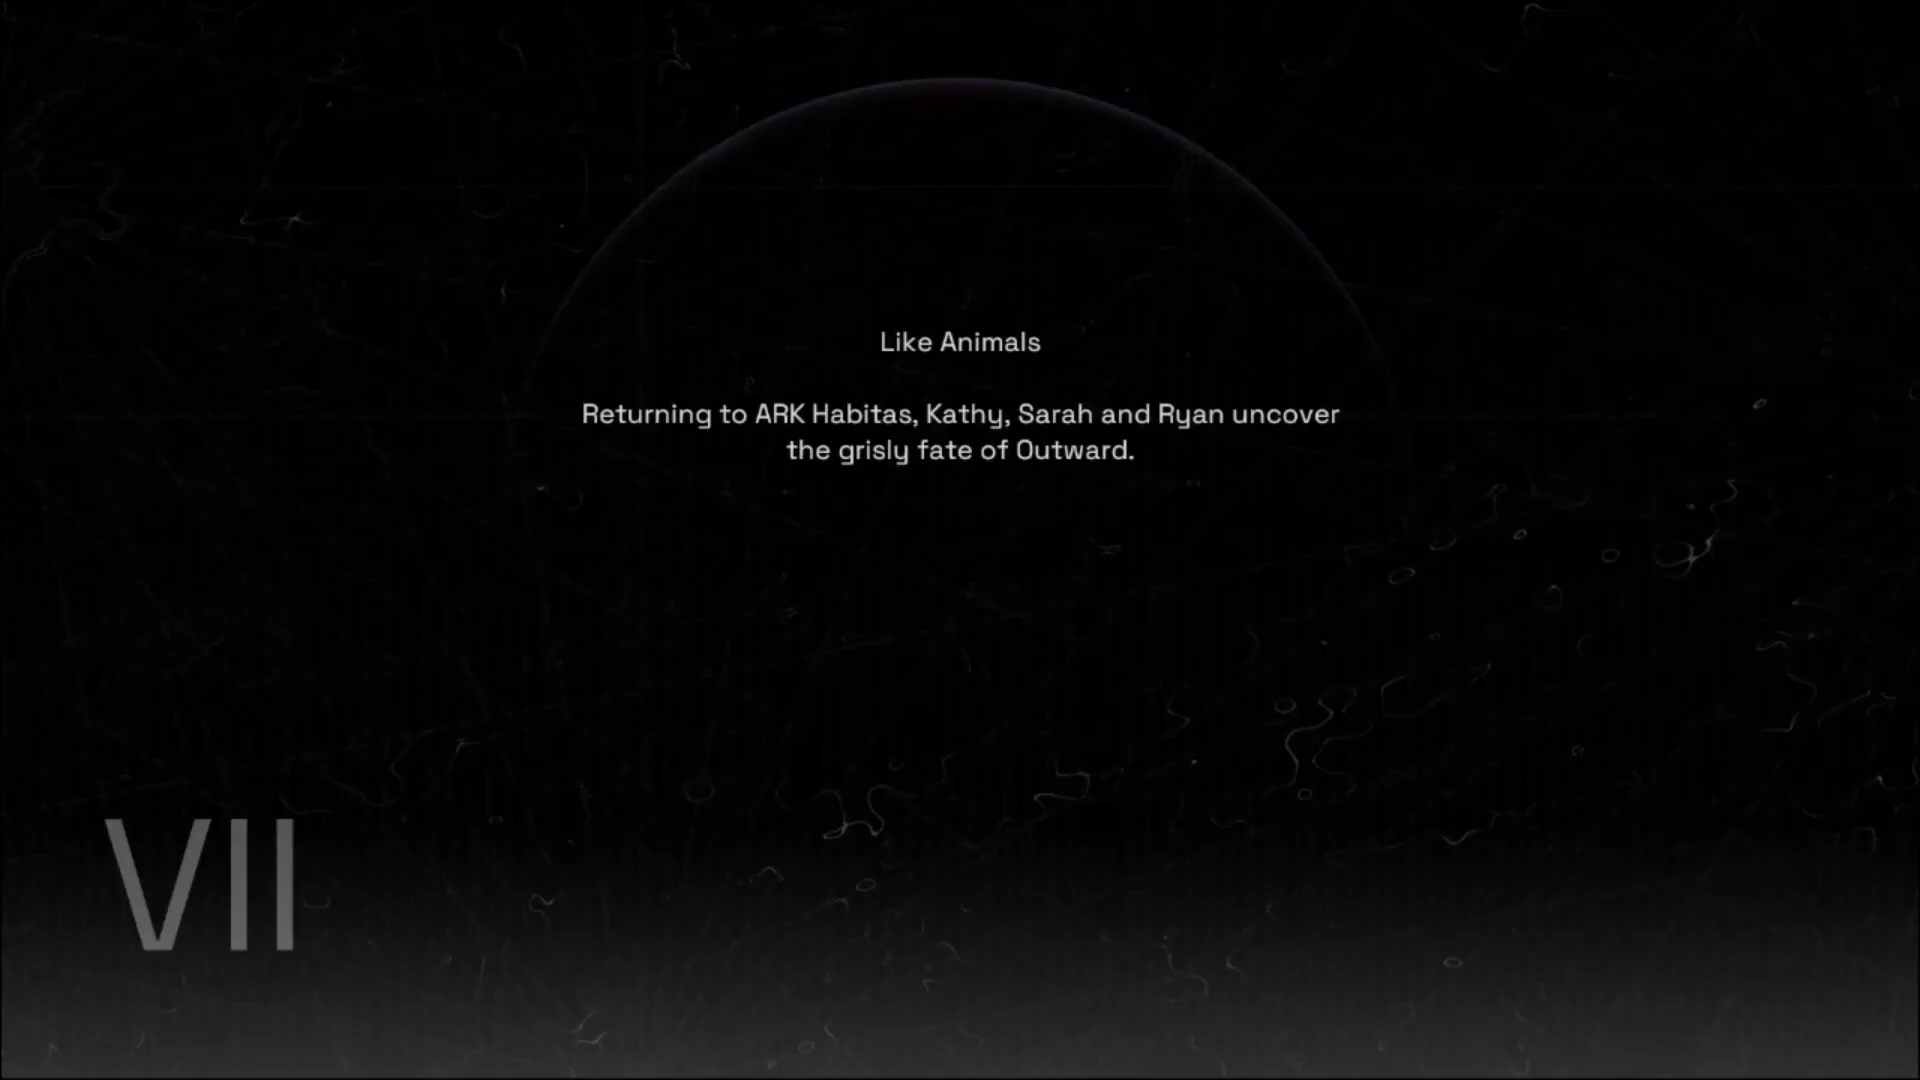 Like Animals
Returning to ARK Habitas, Kathy, Sarah and Ryan uncover
the grisly fate of Outward.
VII